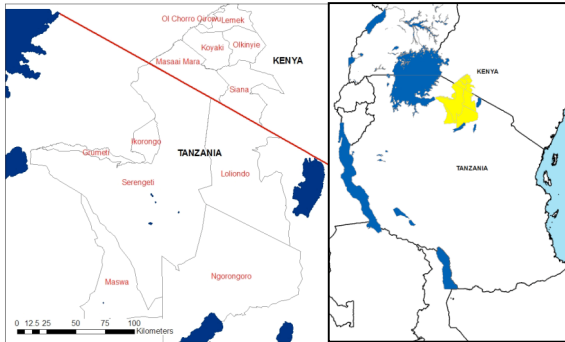 Ol Chorro Oirowu
Lemek
Koyaki
Olkinyie
Masaai Mara
KENYA
Siana
Ikorongo
Grumeti
TANZANIA
Serengeti
Loliondo
Ngorongoro
Maswa
0 12.5 25 50 75 100
Kilometers
KENYA
TANZANIA